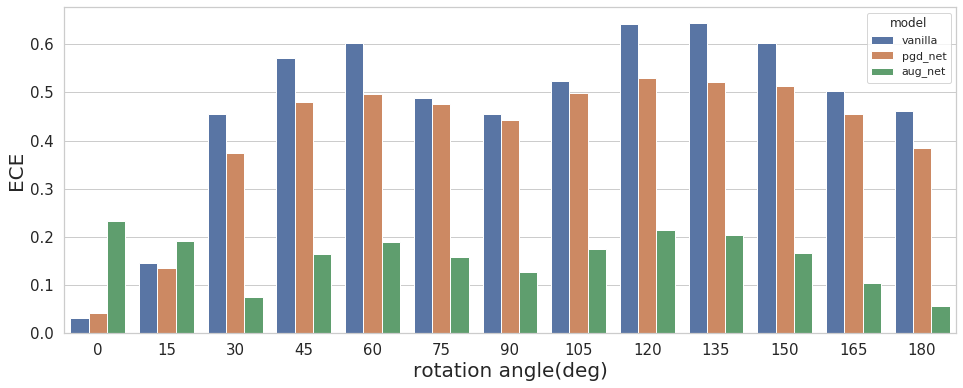 model
vanilla
pgd_net
aug_net
ECE
0.6
0.5
0.4
0.3
0.2
0.1
0.0
0 15 30 45 60 75 90 105 120 135 150 165 180
rotation angle(deg)